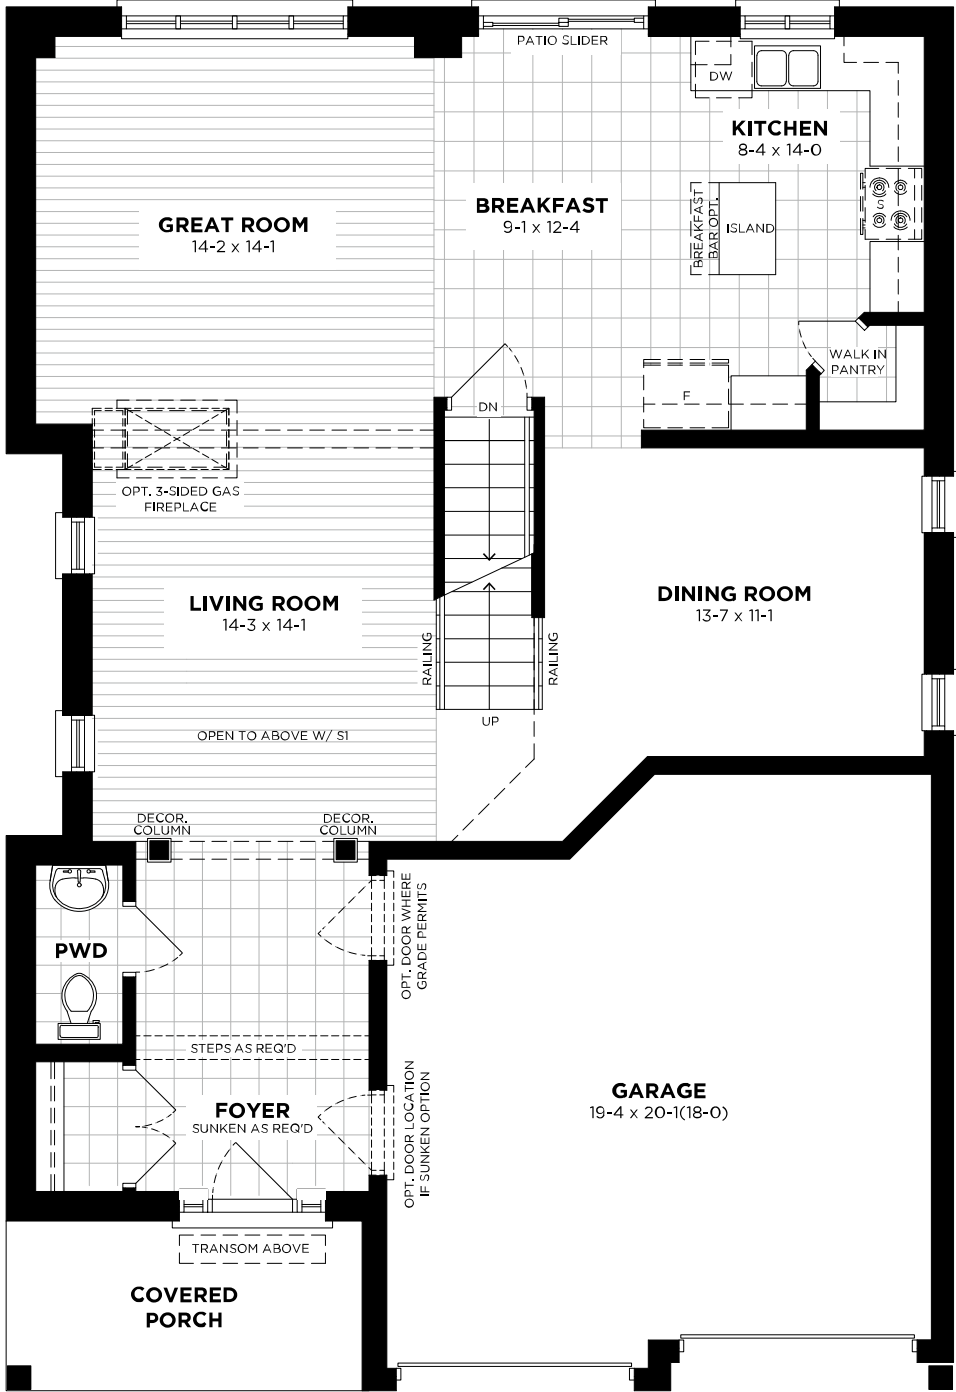 PATIO SLIDER
DW
KITCHEN
8-4 x 14-0
GREAT ROOM
14-2 x 14-1
BREAKFAST
9-1 x 12-4
BREAKFAST
BAR OPT.
ISLAND
S
WALK IN
PANTRY
F
DN
OPT. 3-SIDED GAS
FIREPLACE
LIVING ROOM
14-3 x 14-1
DINING ROOM
13-7 x 11-1
RAILING
RAILING
UP
OPEN TO ABOVE W/ S1
DECOR.
COLUMN
DECOR.
COLUMN
OPT. DOOR WHERE
GRADE PERMITS
PWD
STEPS AS REQ'D
FOYER
SUNKEN AS REQ'D
OPT. DOOR LOCATION
IF SUNKEN OPTION
GARAGE
19-4 x 20-1(18-0)
TRANSOM ABOVE
COVERED
PORCH